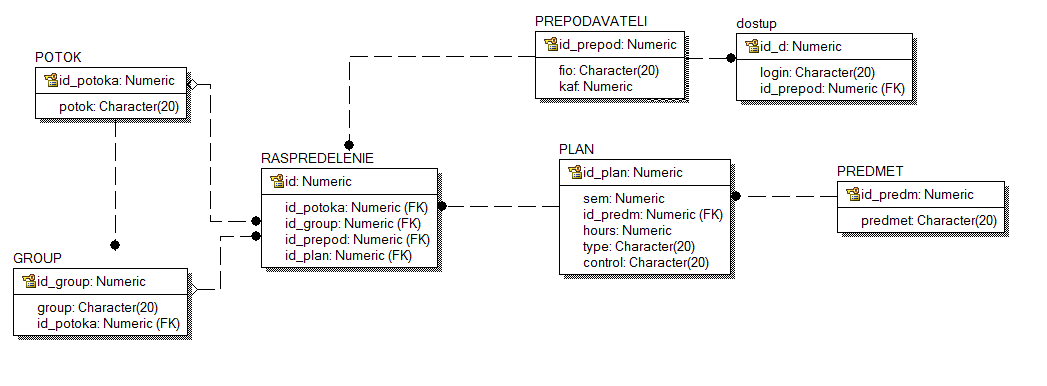 POTOK
id_potoka: Numeric
potok: Character(20)
GROUP
id_group: Numeric
group: Character(20)
id_potoka: Numeric (FK)
RASPREDELENIE
id: Numeric
id_potoka: Numeric (FK)
id_group: Numeric (FK)
id_prepod: Numeric (FK)
id_plan: Numeric (FK)
PREPODAVATELI
id_prepod: Numeric
fio: Character(20)
kaf: Numeric
dostup
id_d: Numeric
login: Character(20)
id_prepod: Numeric (FK)
PLAN
id_plan: Numeric
sem: Numeric
id_predm: Numeric (FK)
hours: Numeric
type: Character(20)
control: Character(20)
PREDMET
id_predm: Numeric
predmet: Character(20)